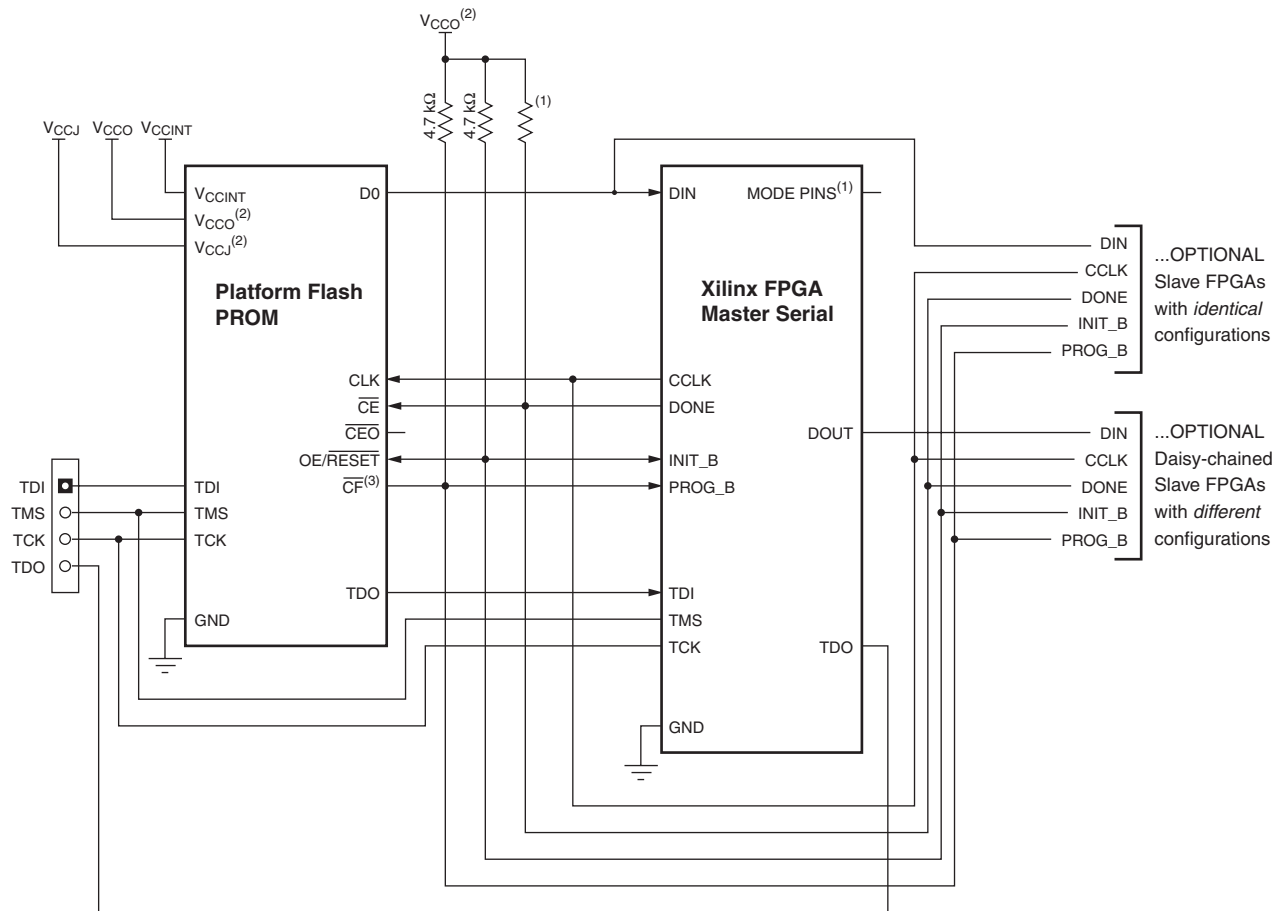 VCCO(2)
4.7 kΩ
4.7 kΩ
(1)
VCCJ VCCO VCCINT
VCCINT
VCCO(2)
VCCJ(2)
D0
Platform Flash
PROM
CLK
CE
CEO
OE/RESET
CF(3)
TDI
TMS
TCK
TDO
GND
TDI
TMS
TCK
TDO
DIN
MODE PINS(1)
Xilinx FPGA
Master Serial
CCLK
DONE
DOUT
INIT_B
PROG_B
TDI
TMS
TCK
TDO
GND
DIN
CCLK
DONE
INIT_B
PROG_B
...OPTIONAL
Slave FPGAs
with identical
configurations
DIN
CCLK
DONE
INIT_B
PROG_B
...OPTIONAL
Daisy-chained
Slave FPGAs
with different
configurations